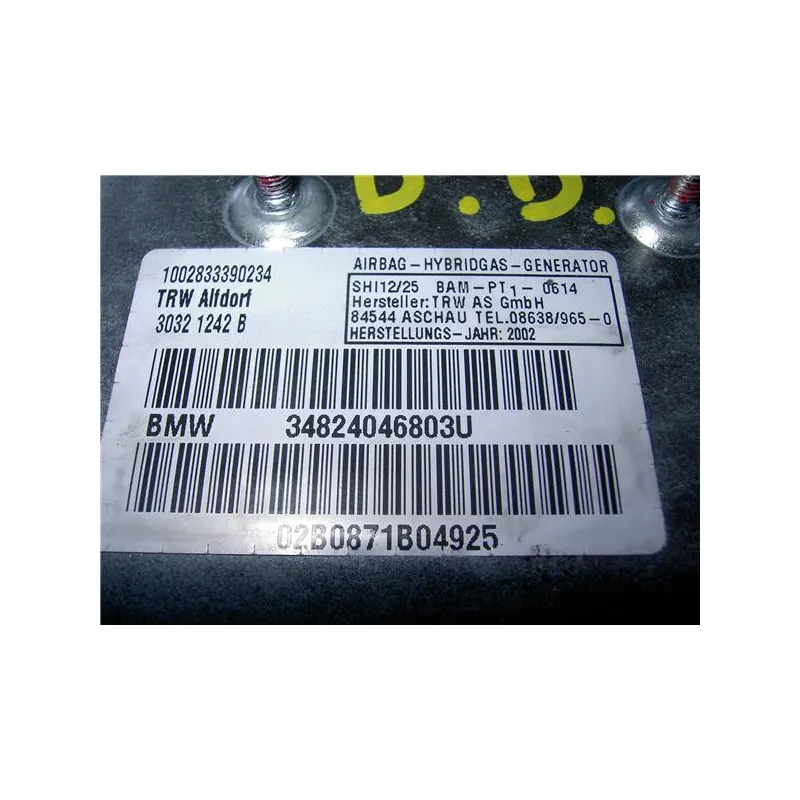 D.D.
1002833390234
TRW Alfdorf
3032 1242 B
AIRBAG-HYBRIDGAS-GENERATOR
SHI12/25 BAM-PT1-0614
Hersteller: TRW AS GmbH
84544 ASCHAU TEL.08638/965-0
HERSTELLUNGS-JAHR: 2002
BMW 34824046803U
02B0871B04925